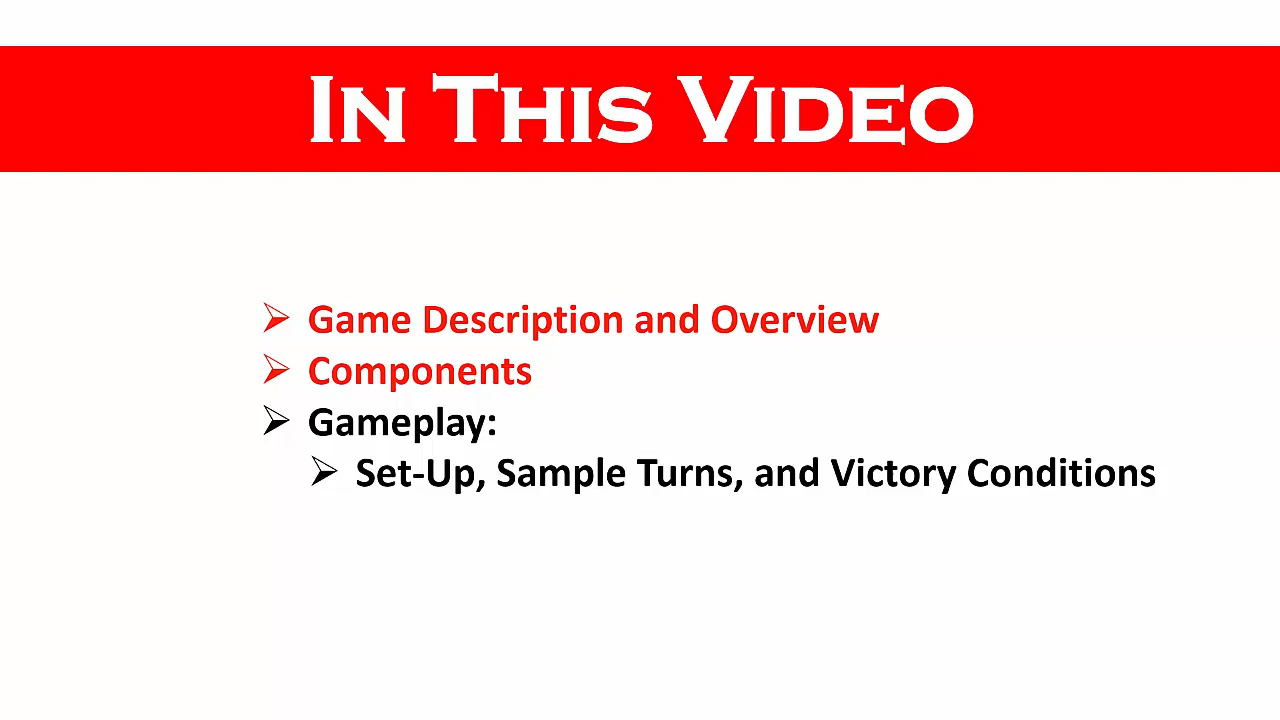 In This Video
Game Description and Overview
Components
Gameplay:
Set-Up, Sample Turns, and Victory Conditions